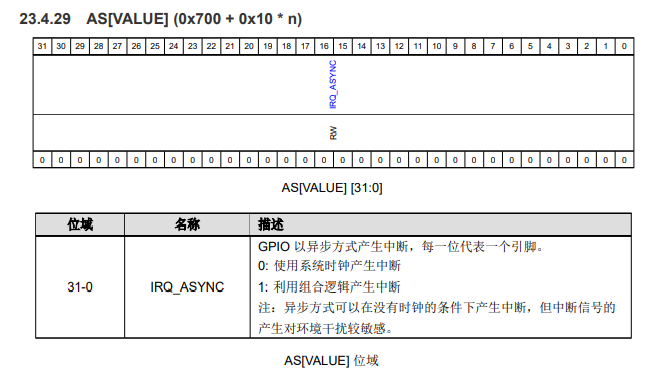 23.4.29 AS[VALUE] (0x700 + 0x10 * n)
31 30 29 28 27 26 25 24 23 22 21 20 19 18 17 16 15 14 13 12 11 10 9 8 7 6 5 4 3 2 1 0
IRQ_ASYNC
RW
0 0 0 0 0 0 0 0 0 0 0 0 0 0 0 0 0 0 0 0 0 0 0 0 0 0 0 0 0 0 0 0
AS[VALUE] [31:0]
位域 名称 描述
31-0 IRQ_ASYNC
GPIO 以异步方式产生中断，每一位代表一个引脚。
0: 使用系统时钟产生中断
1: 利用组合逻辑产生中断
注：异步方式可以在没有时钟的条件下产生中断，但中断信号的
产生对环境干扰较敏感。
AS[VALUE] 位域